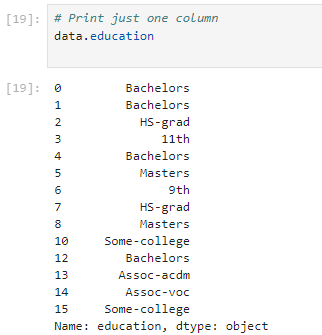 [19]: # Print just one column
data.education
[19]: 0 Bachelors
1 Bachelors
2 HS-grad
3 11th
4 Bachelors
5 Masters
6 9th
7 HS-grad
8 Masters
10 Some-college
12 Bachelors
13 Assoc-acdm
14 Assoc-voc
15 Some-college
Name: education, dtype: object